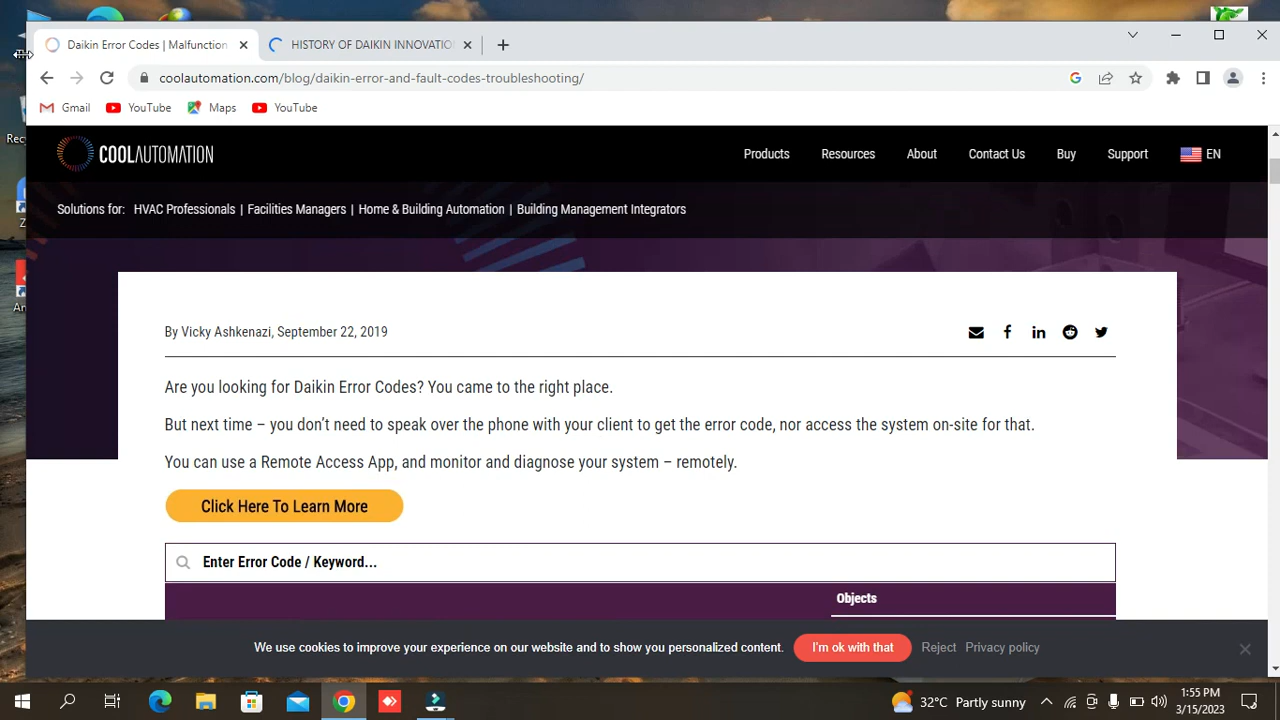 Daikin Error Codes | Malfunction
HISTORY OF DAIKIN INNOVATIO
coolautomation.com/blog/daikin-error-and-fault-codes-troubleshooting/
Gmail YouTube Maps YouTube
COOLAUTOMATION
Products Resources About Contact Us Buy Support EN
Solutions for: HVAC Professionals | Facilities Managers | Home & Building Automation | Building Management Integrators
By Vicky Ashkenazi, September 22, 2019
Are you looking for Daikin Error Codes? You came to the right place.
But next time – you don't need to speak over the phone with your client to get the error code, nor access the system on-site for that.
You can use a Remote Access App, and monitor and diagnose your system – remotely.
Click Here To Learn More
Enter Error Code / Keyword...
Objects
We use cookies to improve your experience on our website and to show you personalized content. I'm ok with that Reject Privacy policy
32°C Partly sunny
1:55 PM
3/15/2023